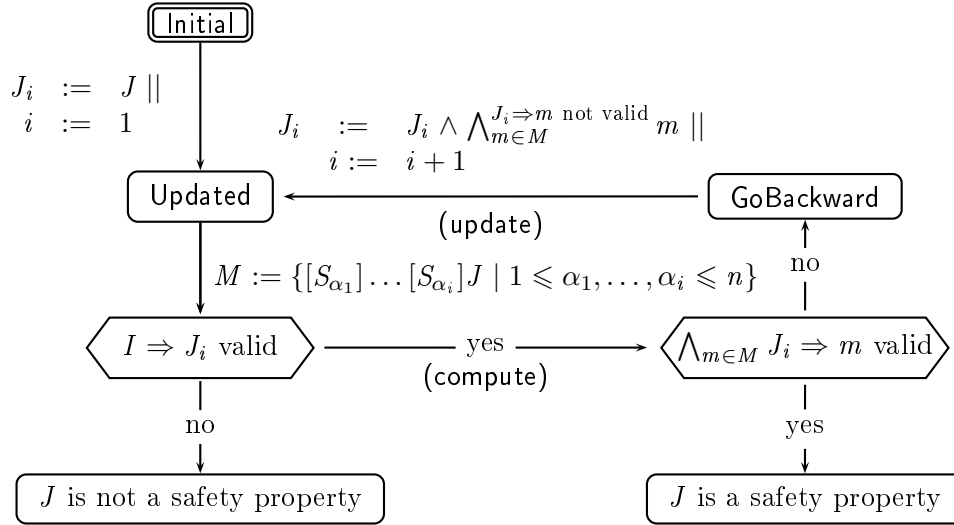 Initial
J_i := J ||
i := 1
J_i := J_i ∧ ⋀_{m∈M}^{J_i⇒m not valid} m ||
i := i + 1
Updated
GoBackward
(update)
no
M := {[S_{α_1}] … [S_{α_i}]J | 1 ⩽ α_1, … , α_i ⩽ n}
I ⇒ J_i valid
yes
⋀_{m∈M} J_i ⇒ m valid
(compute)
no
yes
J is not a safety property
J is a safety property